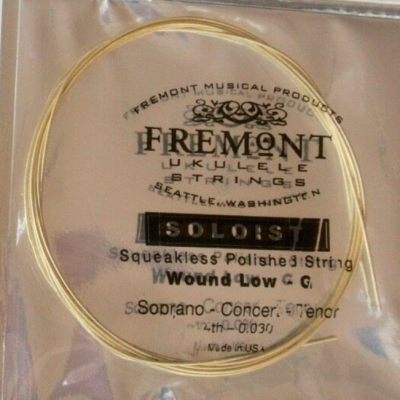 FREMONT MUSICAL PRODUCTS
FREMONT
UKULELE
STRINGS
SEATTLE, WASHINGTON
SOLOIST
Squeakless Polished String
Wound Low - G
Soprano - Concert - Tenor
4th - 0.030
Made in USA